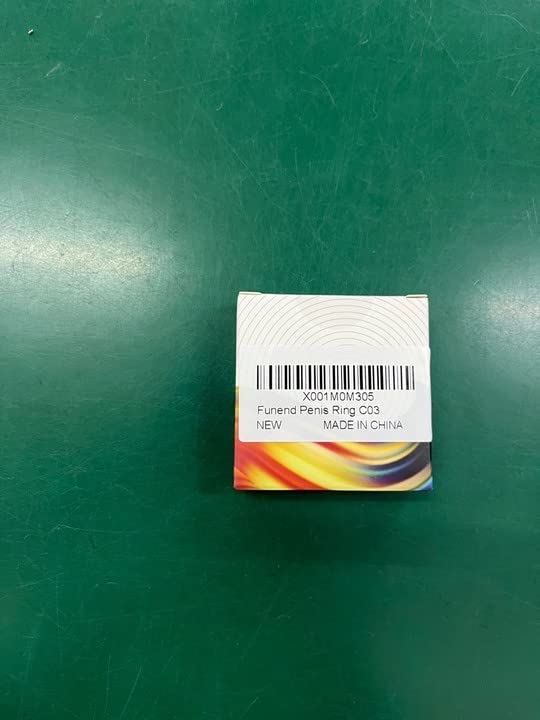 X001M0M305
Funend Penis Ring C03
NEW MADE IN CHINA